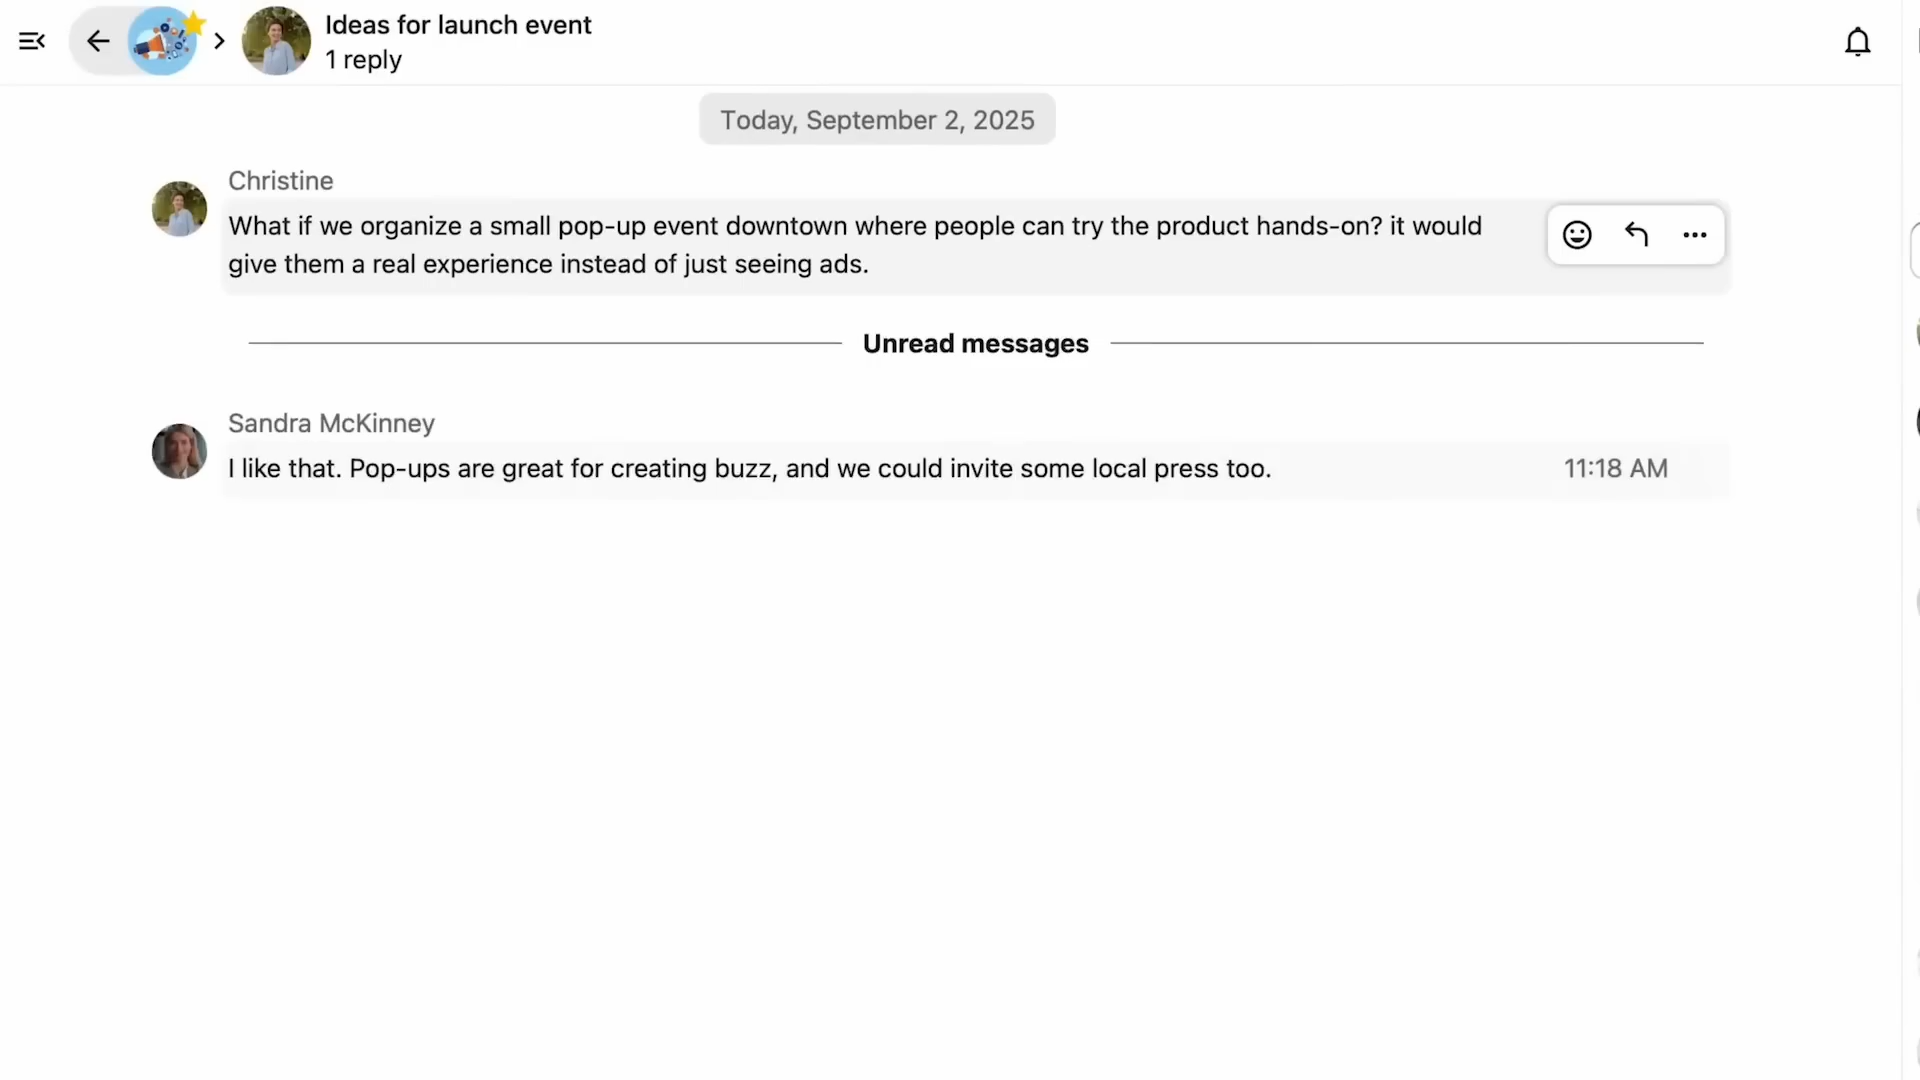 Ideas for launch event
1 reply
Today, September 2, 2025
Christine
What if we organize a small pop-up event downtown where people can try the product hands-on? it would
give them a real experience instead of just seeing ads.
Unread messages
Sandra McKinney
I like that. Pop-ups are great for creating buzz, and we could invite some local press too.
11:18 AM